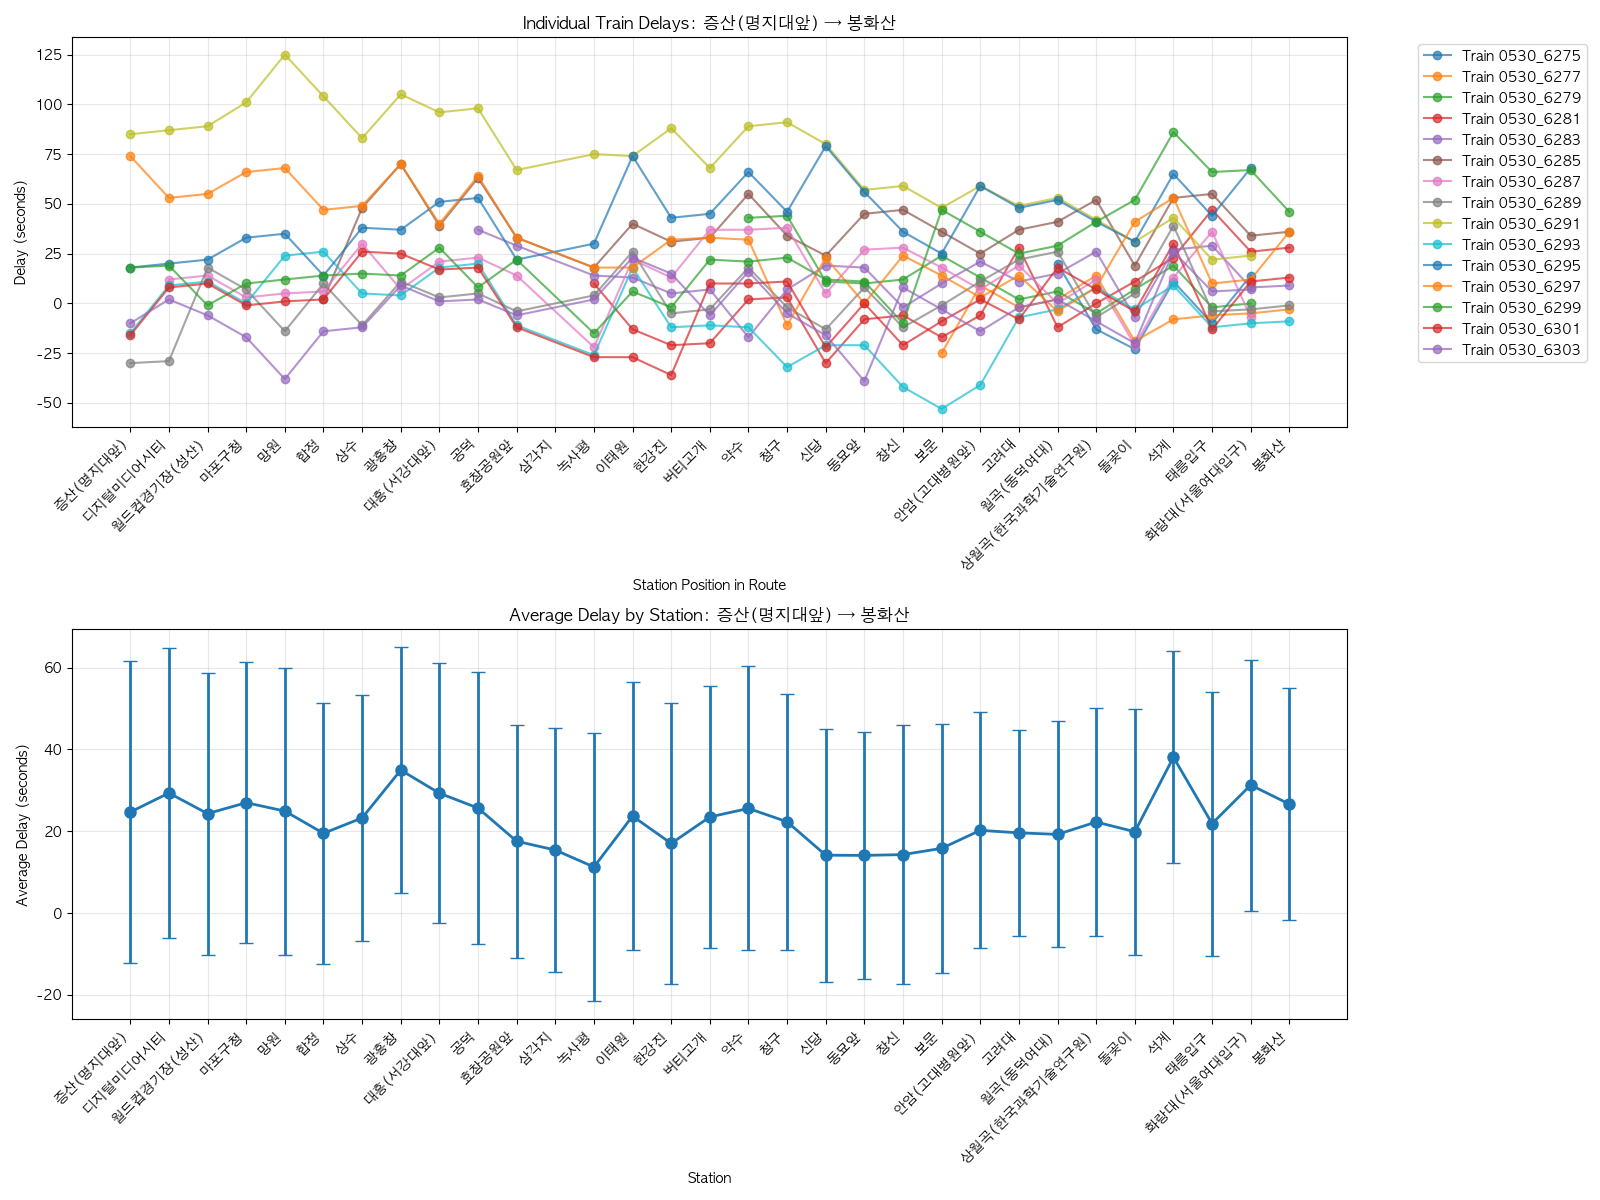 Individual Train Delays: 증산(명지대앞) → 봉화산
Delay (seconds)
125
100
75
50
25
0
-25
-50
증산(명지대앞)
디지털미디어시티
월드컵경기장(성산)
마포구청
망원
합정
상수
광흥창
대흥(서강대앞)
공덕
효창공원앞
삼각지
녹사평
이태원
한강진
버티고개
약수
청구
신당
동묘앞
창신
보문
안암(고대병원앞)
고려대
월곡(동덕여대)
상월곡(한국과학기술연구원)
돌곶이
석계
태릉입구
화랑대(서울여대입구)
봉화산
Station Position in Route
Train 0530_6275
Train 0530_6277
Train 0530_6279
Train 0530_6281
Train 0530_6283
Train 0530_6285
Train 0530_6287
Train 0530_6289
Train 0530_6291
Train 0530_6293
Train 0530_6295
Train 0530_6297
Train 0530_6299
Train 0530_6301
Train 0530_6303
Average Delay by Station: 증산(명지대앞) → 봉화산
Average Delay (seconds)
60
40
20
0
-20
증산(명지대앞)
디지털미디어시티
월드컵경기장(성산)
마포구청
망원
합정
상수
광흥창
대흥(서강대앞)
공덕
효창공원앞
삼각지
녹사평
이태원
한강진
버티고개
약수
청구
신당
동묘앞
창신
보문
안암(고대병원앞)
고려대
월곡(동덕여대)
상월곡(한국과학기술연구원)
돌곶이
석계
태릉입구
화랑대(서울여대입구)
봉화산
Station